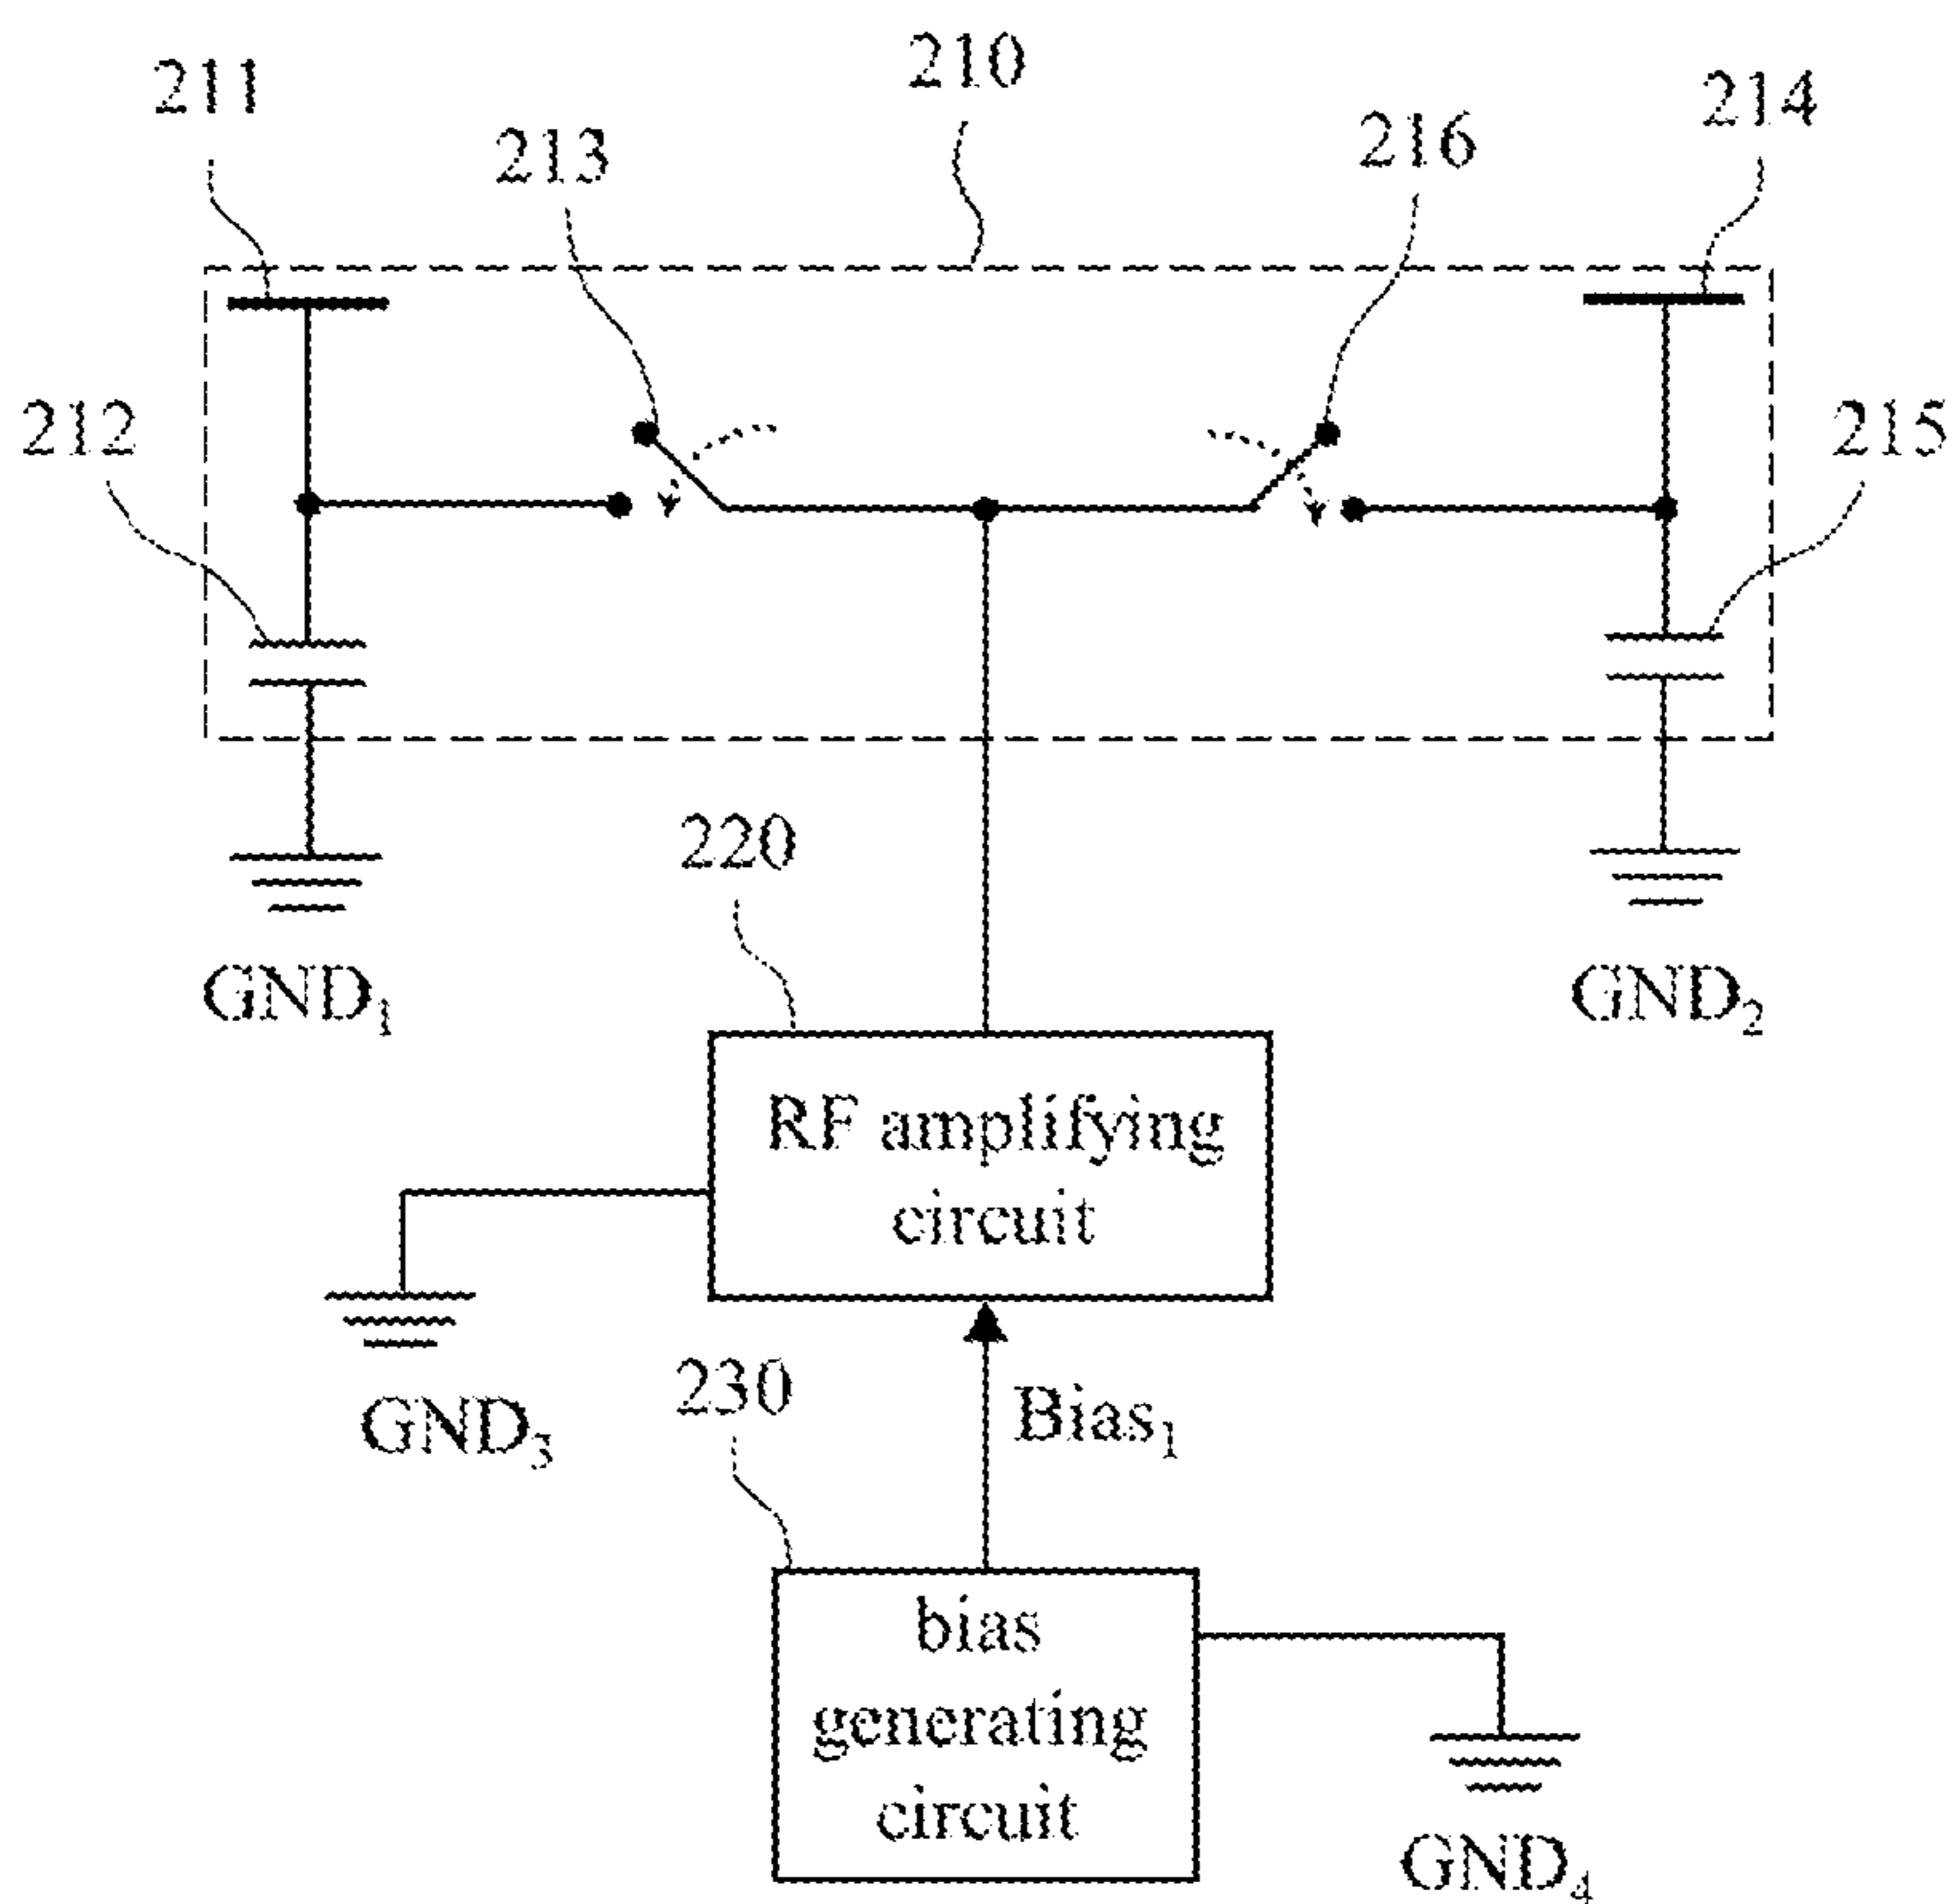 210
211
214
213
216
212
215
220
GND₁
GND₂
RF amplifying
circuit
GND₃
230
Bias₁
bias
generating
circuit
GND₄